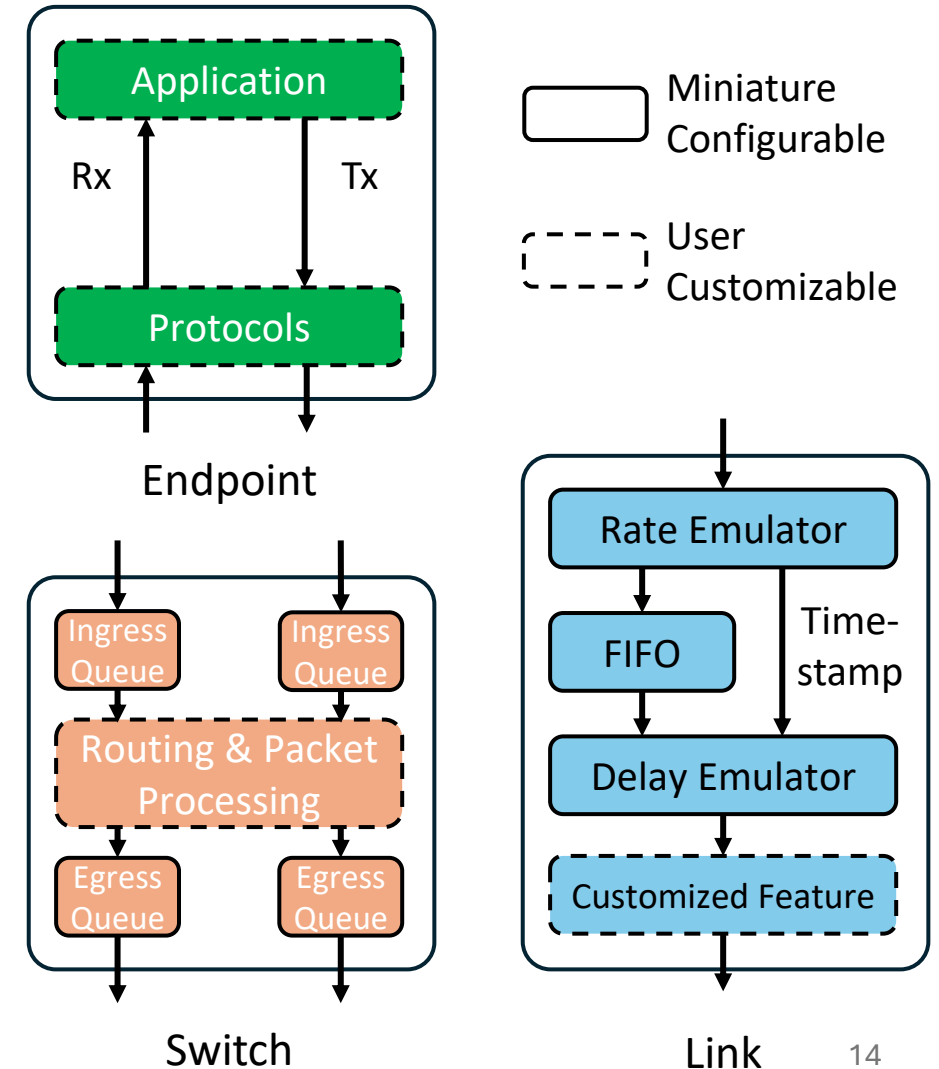 Application
Rx
Tx
Protocols
Endpoint
Miniature
Configurable
User
Customizable
Ingress
Queue
Ingress
Queue
Routing & Packet
Processing
Egress
Queue
Egress
Queue
Switch
Rate Emulator
FIFO
Time-
stamp
Delay Emulator
Customized Feature
Link
14